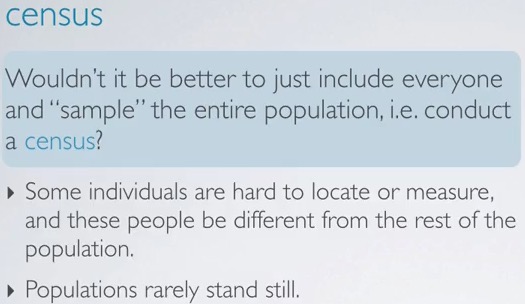 census
Wouldn't it be better to just include everyone
and “sample” the entire population, i.e. conduct
a census?
▸ Some individuals are hard to locate or measure,
and these people be different from the rest of the
population.
▸ Populations rarely stand still.